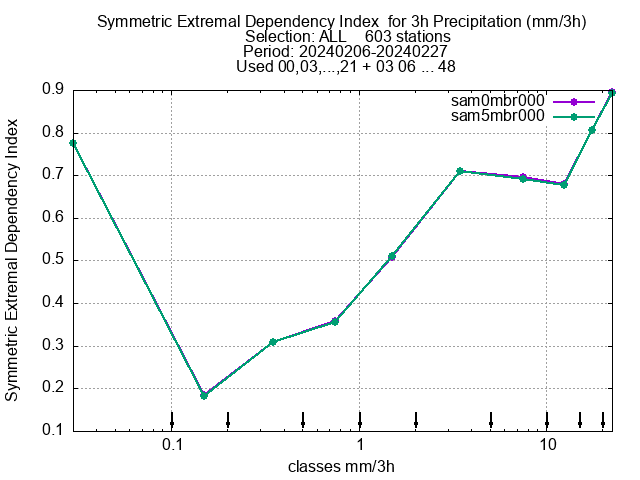 Symmetric Extremal Dependency Index  for 3h Precipitation (mm/3h)
Selection: ALL    603 stations
Period: 20240206-20240227
Used 00,03,...,21 + 03 06 ... 48
sam0mbr000
sam5mbr000
0.9
0.8
0.7
0.6
0.5
0.4
0.3
0.2
0.1
Symmetric Extremal Dependency Index
0.1 1 10
classes mm/3h